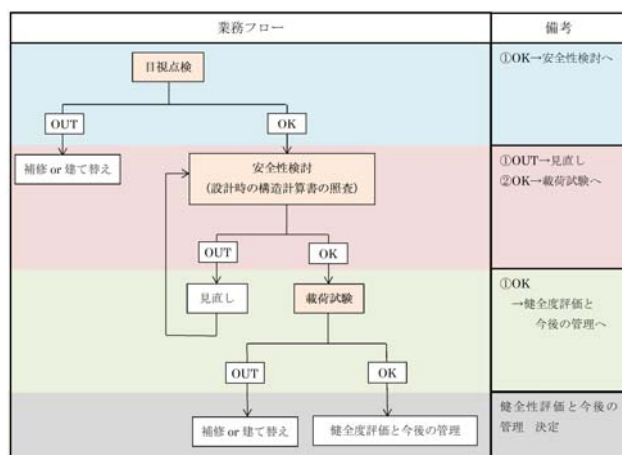 業務フロー
備考
目視点検
①OK→安全性検討へ
OUT
OK
補修 or 建て替え
安全性検討
(設計時の構造計算書の照査)
①OUT→見直し
②OK→載荷試験へ
OUT
OK
見直し
載荷試験
①OK
→健全度評価と
今後の管理へ
OUT
OK
補修 or 建て替え
健全度評価と今後の管理
健全性評価と今後の
管理 決定